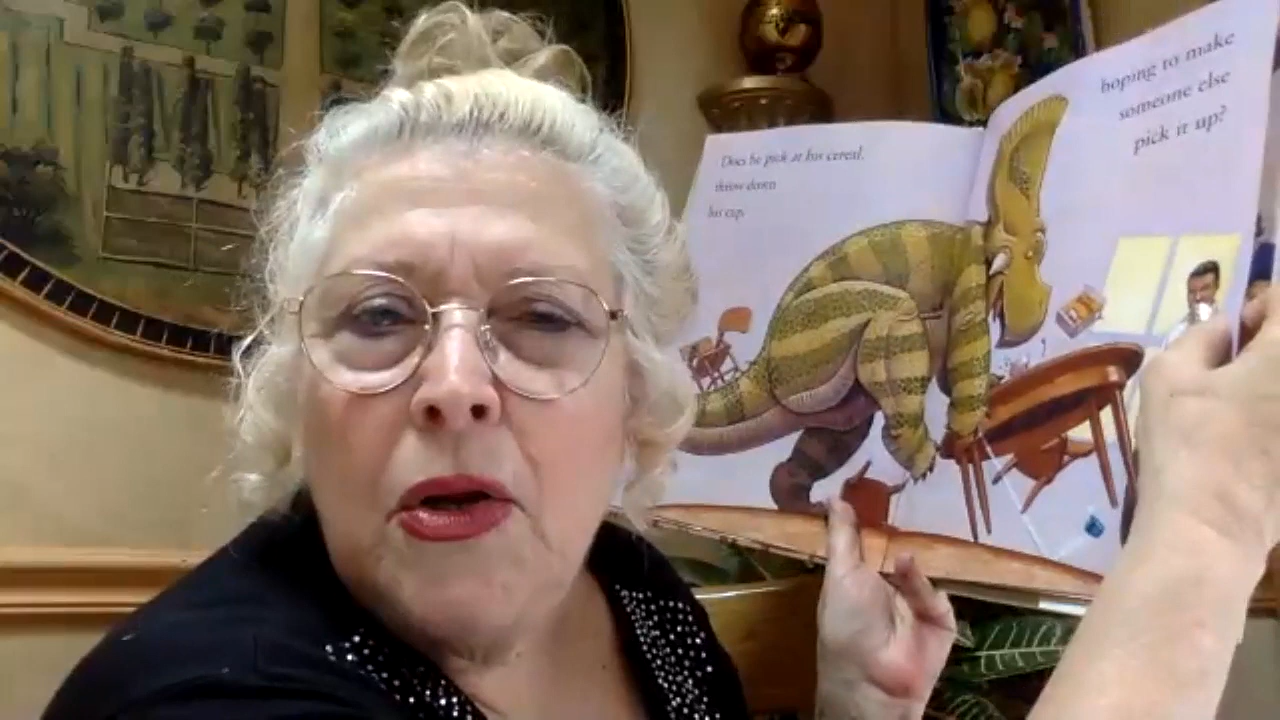 Does he pick at his cereal,
throw down
his cup,
hoping to make
someone else
pick it up?